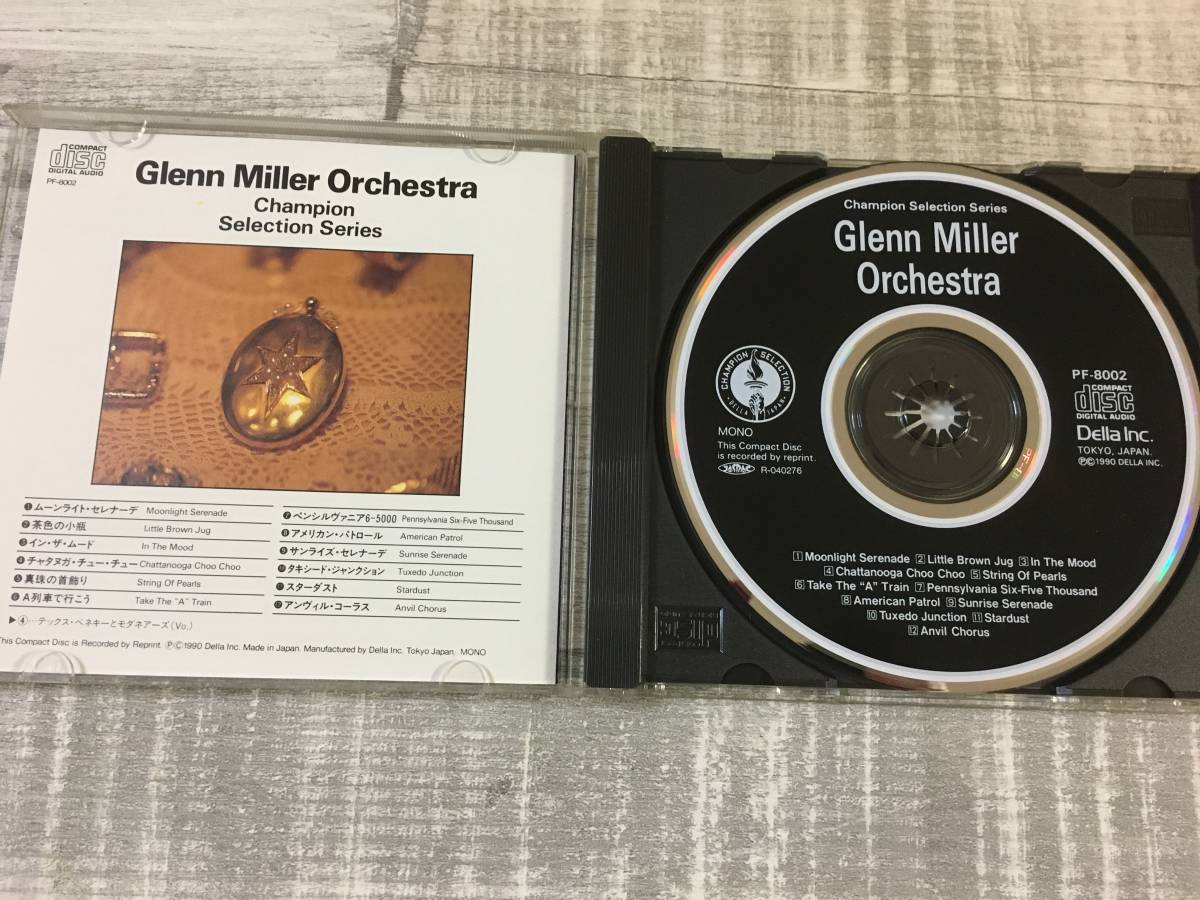 COMPACT
disc
DIGITAL AUDIO
PF-8002
Glenn Miller Orchestra
Champion
Selection Series
❶ムーンライト・セレナーデ Moonlight Serenade
❷茶色の小瓶 Little Brown Jug
❸イン・ザ・ムード In The Mood
❹チャタヌガ・チュー・チュー Chattanooga Choo Choo
❺真珠の首飾り String Of Pearls
❻A列車で行こう Take The "A" Train
❼ペンシルヴァニア6-5000 Pennsylvania Six-Five Thousand
❽アメリカン・パトロール American Patrol
❾サンライズ・セレナーデ Sunrise Serenade
❿タキシード・ジャンクション Tuxedo Junction
⓫スターダスト Stardust
⓬アンヴィル・コーラス Anvil Chorus
▶④…テックス・ベネキーとモダネアーズ(Vo.)
This Compact Disc is Recorded by Reprint. ℗©1990 Della Inc. Made in Japan. Manufactured by Della Inc. Tokyo Japan. MONO
Champion Selection Series
Glenn Miller
Orchestra
CHAMPION SELECTION
DELLA JAPAN
MONO
This Compact Disc
is recorded by reprint.
R-040276
PF-8002
COMPACT
disc
DIGITAL AUDIO
Della Inc.
TOKYO, JAPAN.
℗©1990 DELLA INC.
1 Moonlight Serenade 2 Little Brown Jug 3 In The Mood
4 Chattanooga Choo Choo 5 String Of Pearls
6 Take The "A" Train 7 Pennsylvania Six-Five Thousand
8 American Patrol 9 Sunrise Serenade
10 Tuxedo Junction 11 Stardust
12 Anvil Chorus